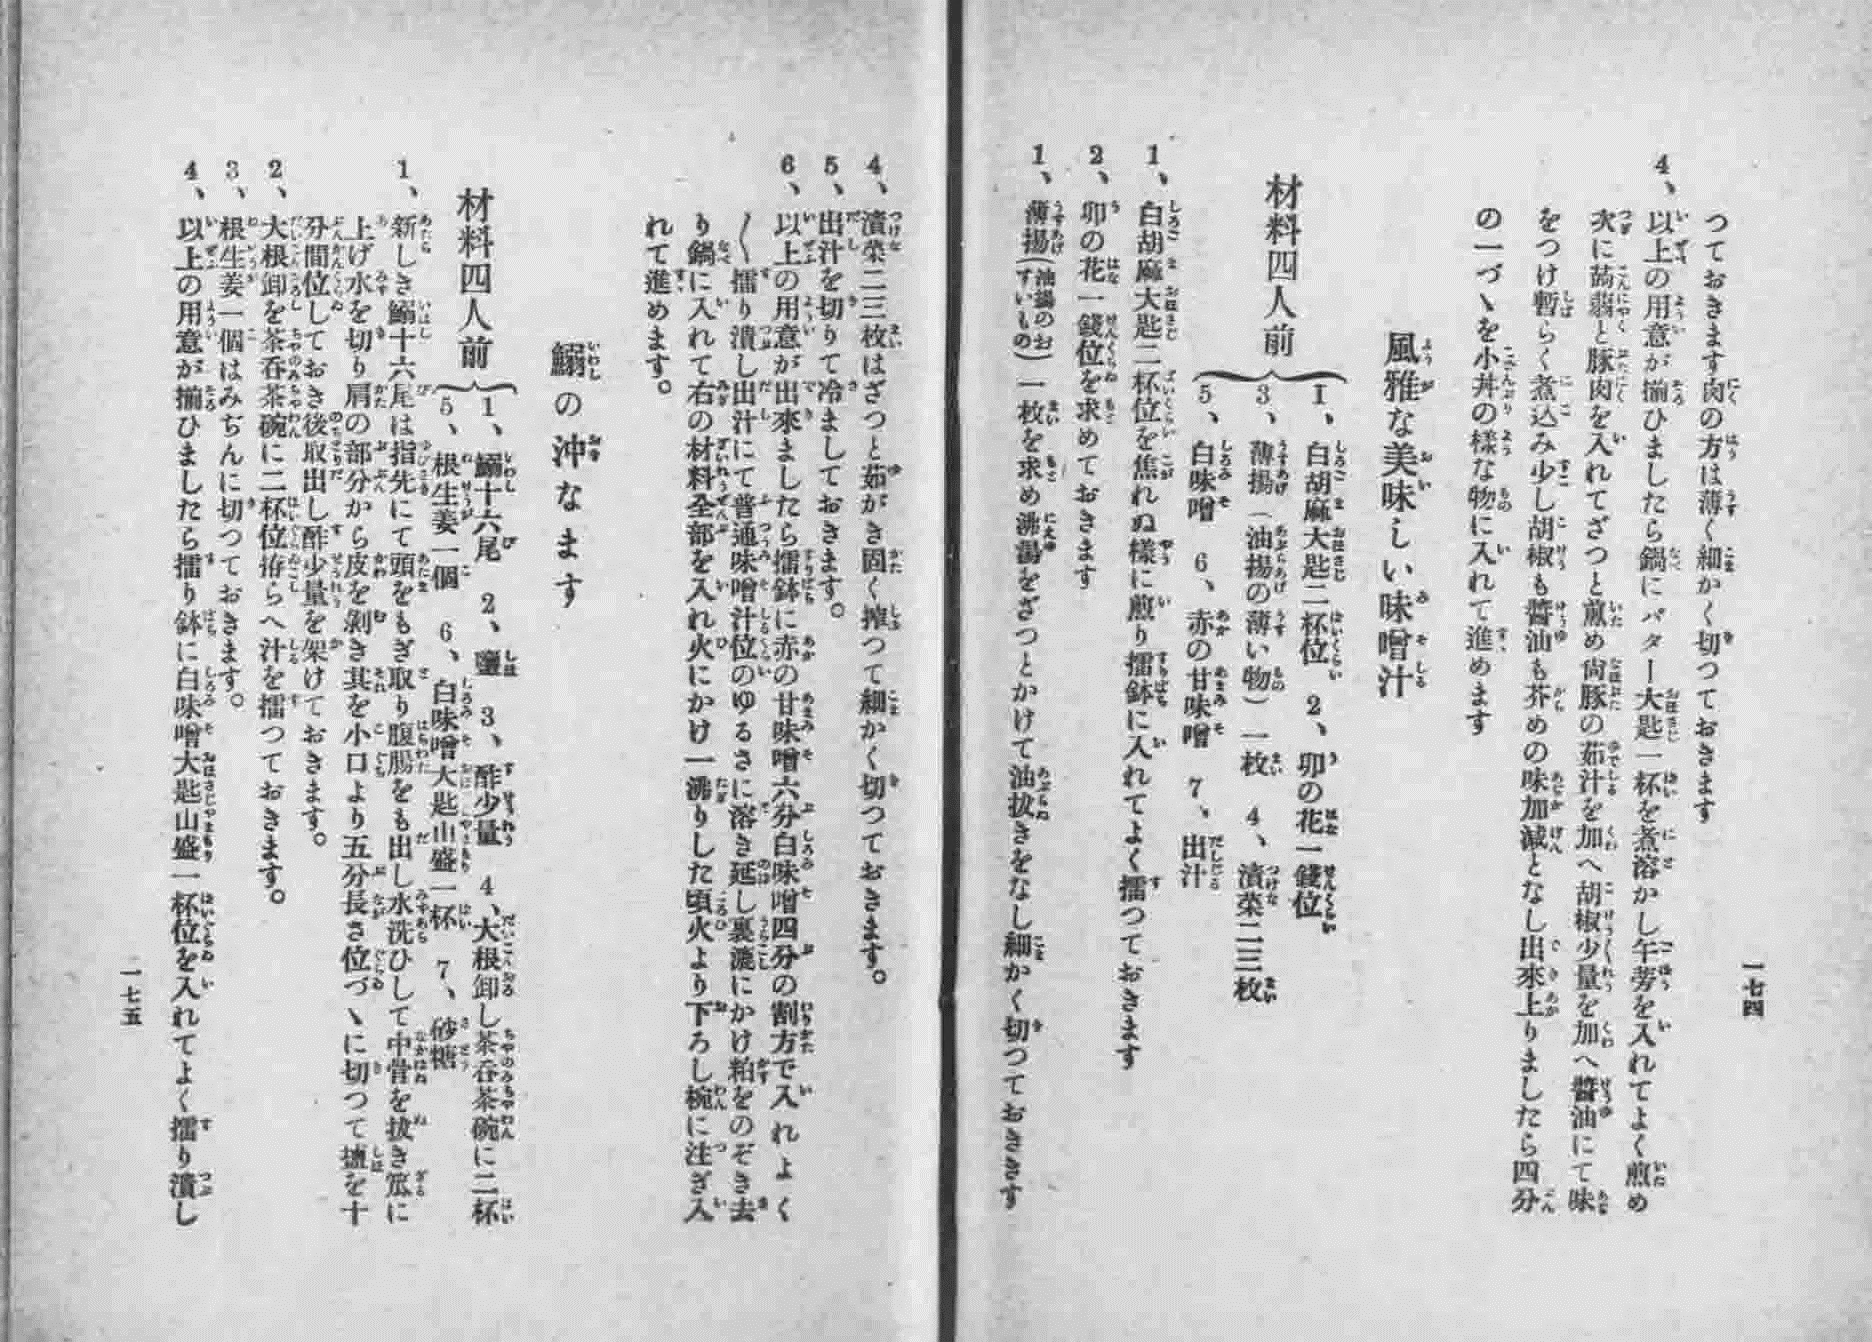 つておきます肉の方は薄く細かく切つておきます
4、以上の用意が揃ひましたら鍋にバター大匙一杯を煮溶かし午蒡を入れてよく煎め
次に蒟蒻と豚肉を入れてざつと煎め尙豚の茹汁を加へ胡椒少量を加へ醬油にて味
をつけ暫らく煮込み少し胡椒も醬油も芥めの味加減となし出來上りましたら四分
の一づゝを小丼の樣な物に入れて進めます
風雅な美味しい味噌汁
材料四人前
1、白胡麻大匙二杯位 2、卯の花一錢位
3、薄揚（油揚の薄い物）一枚 4、漬菜二三枚
5、白味噌 6、赤の甘味噌 7、出汁
1、白胡麻大匙二杯位を焦れぬ樣に煎り擂鉢に入れてよく擂つておきます
2、卯の花一錢位を求めておきます
1、薄揚(油揚のおすいもの)一枚を求め沸湯をざつとかけて油拔きをなし細かく切つておききす
一七四
4、漬菜二三枚はざつと茹がき固く搾つて細かく切つておきます。
5、出汁を切りて冷ましておきます。
6、以上の用意が出來ましたら擂鉢に赤の甘味噌六分白味噌四分の割方で入れよく
〱擂り潰し出汁にて普通味噌汁位のゆるさに溶き延し裏漉にかけ粕をのぞき去
り鍋に入れて右の材料全部を入れ火にかけ一沸りした頃火より下ろし椀に注ぎ入
れて進めます。
鰯の沖なます
材料四人前
1、鰯十六尾 2、鹽 3、酢少量 4、大根卸し茶呑茶碗に二杯
5、根生姜一個 6、白味噌大匙山盛一杯 7、砂糖
1、新しき鰯十六尾は指先にて頭をもぎ取り腹腸をも出し水洗ひして中骨を拔き笊に
上げ水を切り肩の部分から皮を剝き其を小口より五分長さ位づゝに切つて鹽を十
分間位しておき後取出し酢少量を架けておきます。
2、大根卸を茶呑茶碗に二杯位拵らへ汁を擂つておきます。
3、根生姜一個はみぢんに切つておきます。
4、以上の用意が揃ひましたら擂り鉢に白味噌大匙山盛一杯位を入れてよく擂り潰し
一七五